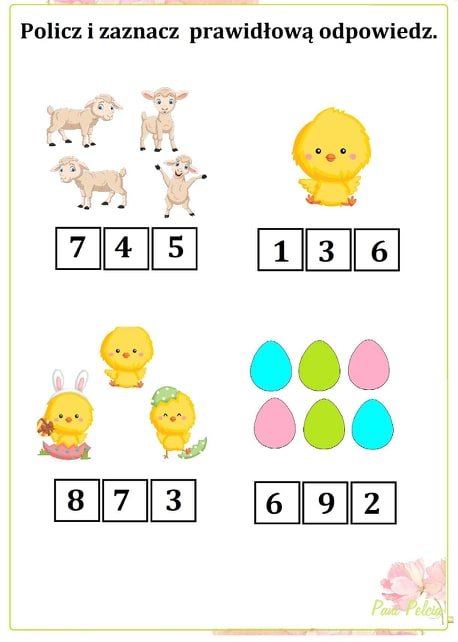 Policz i zaznacz prawidłową odpowiedz.
7 4 5
1 3 6
8 7 3
6 9 2
Pani Pelcia